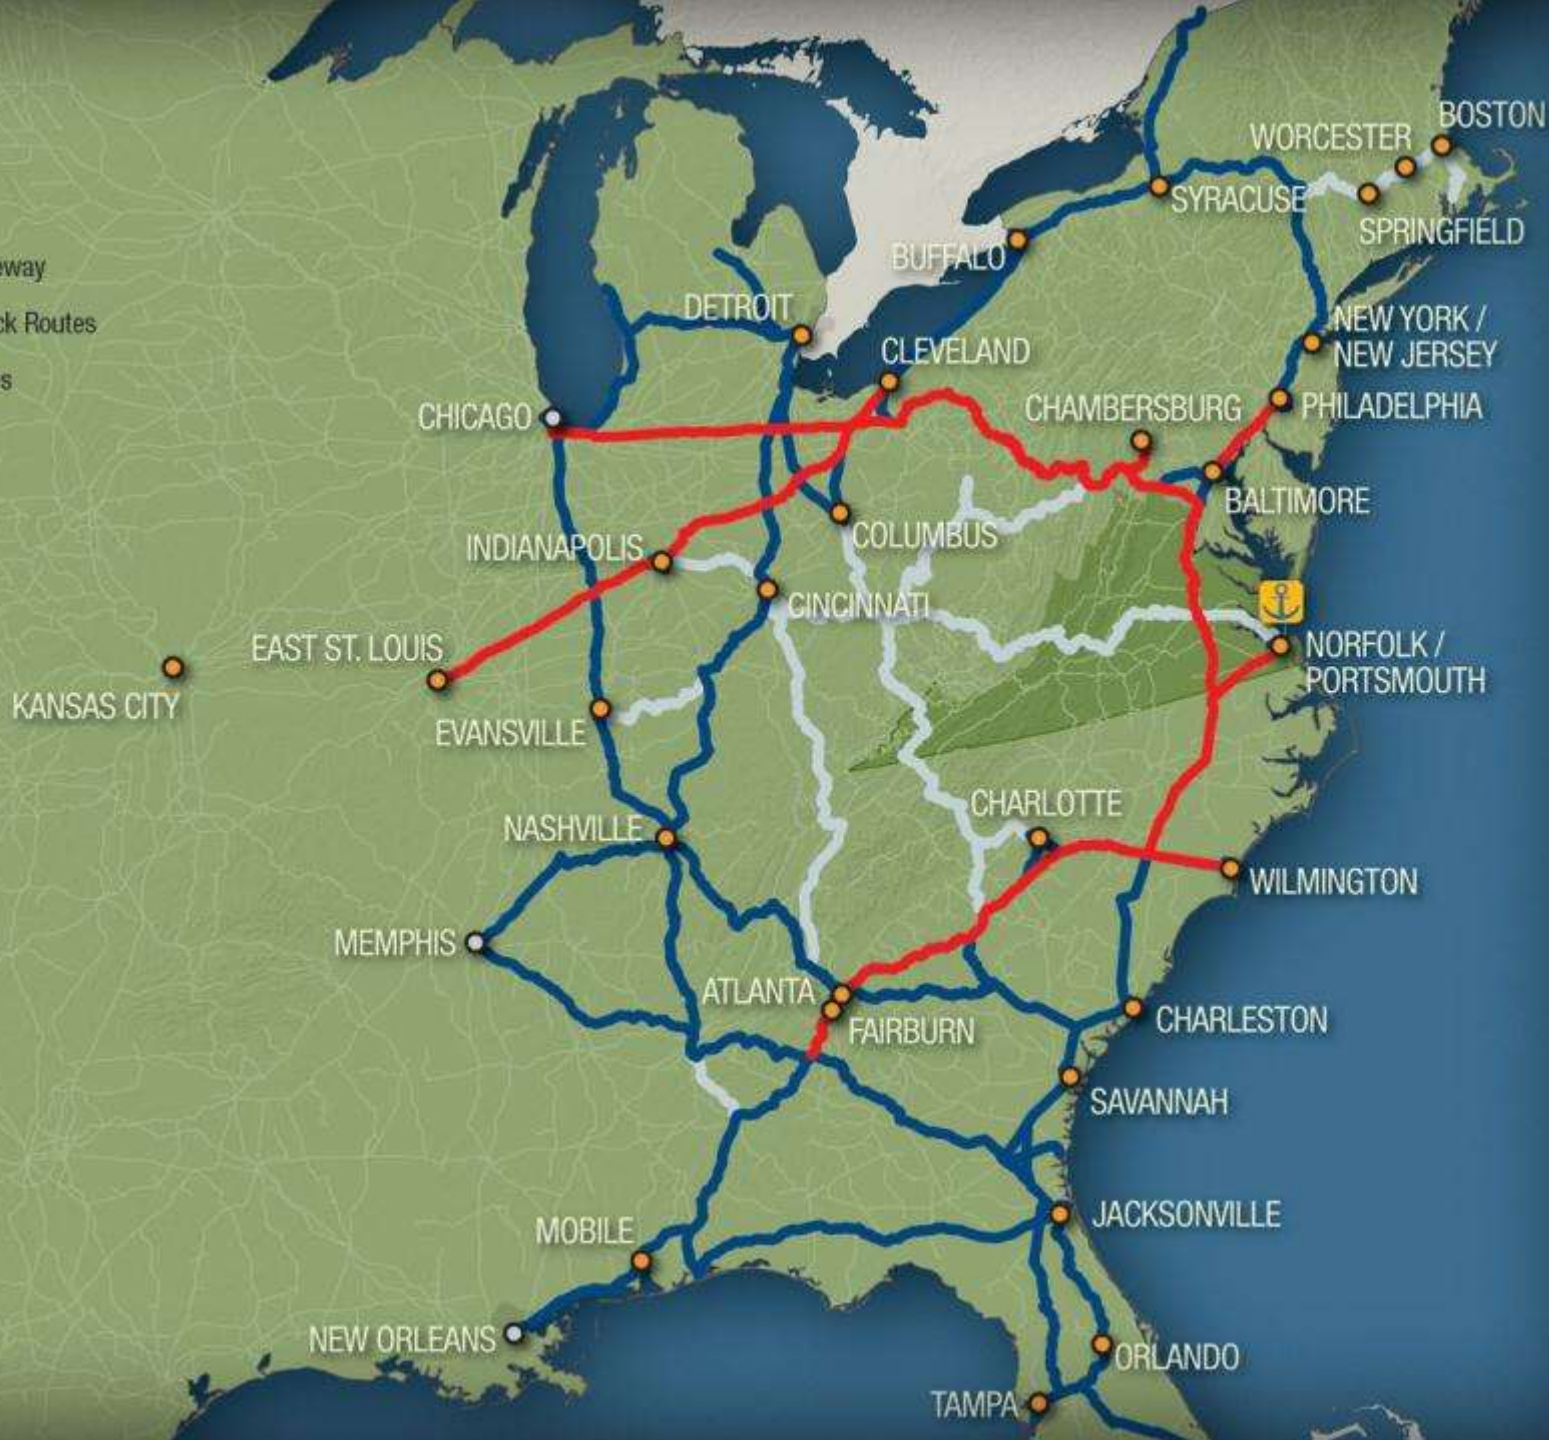 BOSTON
WORCESTER
SYRACUSE
SPRINGFIELD
BUFFALO
eway
DETROIT
ck Routes
NEW YORK /
NEW JERSEY
CLEVELAND
s
CHICAGO
CHAMBERSBURG
PHILADELPHIA
BALTIMORE
COLUMBUS
INDIANAPOLIS
CINCINNATI
EAST ST. LOUIS
NORFOLK /
PORTSMOUTH
KANSAS CITY
EVANSVILLE
CHARLOTTE
NASHVILLE
WILMINGTON
MEMPHIS
ATLANTA
FAIRBURN
CHARLESTON
SAVANNAH
JACKSONVILLE
MOBILE
NEW ORLEANS
ORLANDO
TAMPA